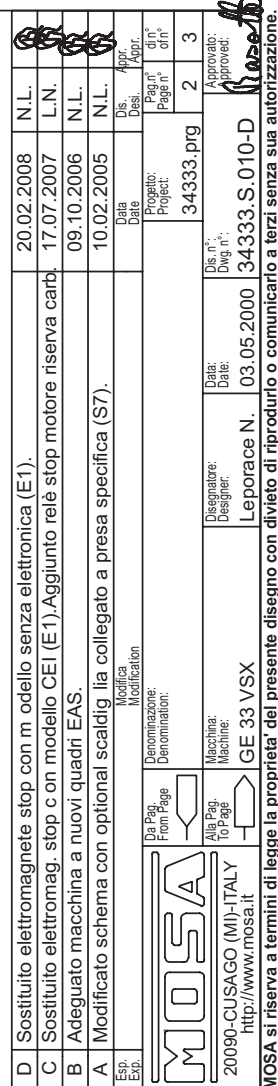 D Sostituito elettromagnete stop con m odello senza elettronica (E1). 20.02.2008 N.L.
C Sostituito elettromag. stop c on modello CEI (E1).Aggiunto relè stop motore riserva carb. 17.07.2007 L.N.
B Adeguato macchina a nuovi quadri EAS. 09.10.2006 N.L.
A Modificato schema con optional scaldig lia collegato a presa specifica (S7). 10.02.2005 N.L.
Esp. Modifica Data Dis. Appr.
Exp. Modification Date Desi. Appr.
MOSA
20090-CUSAGO (MI)-ITALY
http://www.mosa.it
Da Pag. Denominazione: Progetto: Pag.n° di n°
From Page Denomination: Project: Page n° of n°
34333.prg 2 3
Alla Pag. Macchina: Disegnatore: Data: Dis. n°: Approvato:
To Page Machine: Designer: Date: Dwg. n°: Approved:
GE 33 VSX Leporace N. 03.05.2000 34333.S.010-D
MOSA si riserva a termini di legge la proprieta' del presente disegno con divieto di riprodurlo o comunicarlo a terzi senza sua autorizzazione.